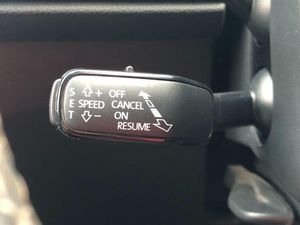 S + OFF
E SPEED CANCEL
T - ON
RESUME